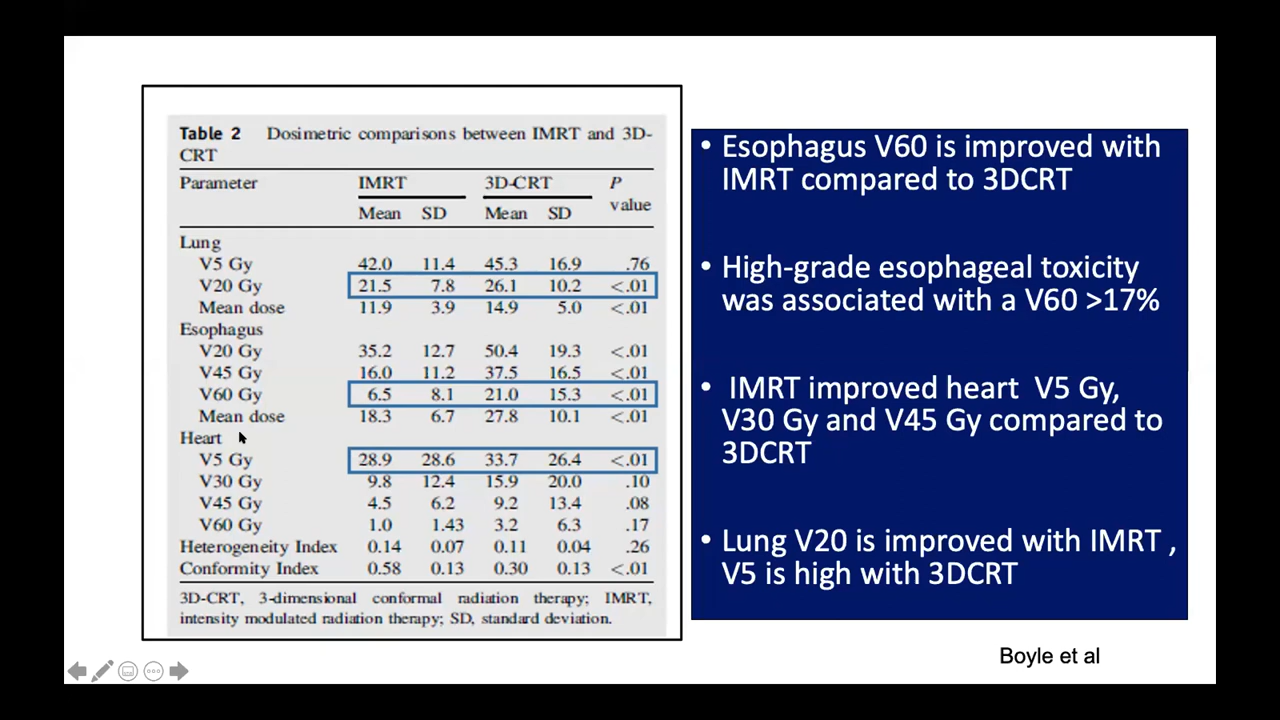 Table 2 Dosimetric comparisons between IMRT and 3D-
CRT
Parameter IMRT 3D-CRT P
value
Mean SD Mean SD
Lung
V5 Gy 42.0 11.4 45.3 16.9 .76
V20 Gy 21.5 7.8 26.1 10.2 <.01
Mean dose 11.9 3.9 14.9 5.0 <.01
Esophagus
V20 Gy 35.2 12.7 50.4 19.3 <.01
V45 Gy 16.0 11.2 37.5 16.5 <.01
V60 Gy 6.5 8.1 21.0 15.3 <.01
Mean dose 18.3 6.7 27.8 10.1 <.01
Heart
V5 Gy 28.9 28.6 33.7 26.4 <.01
V30 Gy 9.8 12.4 15.9 20.0 .10
V45 Gy 4.5 6.2 9.2 13.4 .08
V60 Gy 1.0 1.43 3.2 6.3 .17
Heterogeneity Index 0.14 0.07 0.11 0.04 .26
Conformity Index 0.58 0.13 0.30 0.13 <.01
3D-CRT, 3-dimensional conformal radiation therapy; IMRT,
intensity modulated radiation therapy; SD, standard deviation.
• Esophagus V60 is improved with
IMRT compared to 3DCRT
• High-grade esophageal toxicity
was associated with a V60 >17%
• IMRT improved heart V5 Gy,
V30 Gy and V45 Gy compared to
3DCRT
• Lung V20 is improved with IMRT ,
V5 is high with 3DCRT
Boyle et al